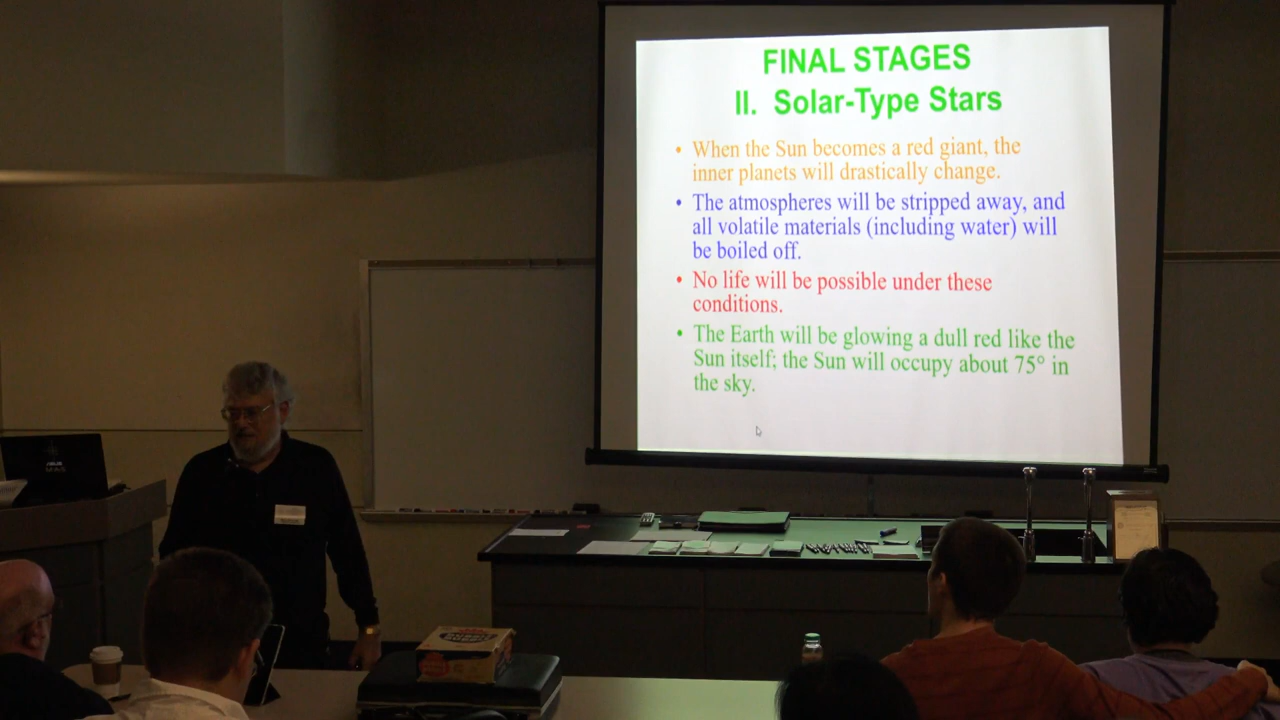 FINAL STAGES
II. Solar-Type Stars
• When the Sun becomes a red giant, the
inner planets will drastically change.
• The atmospheres will be stripped away, and
all volatile materials (including water) will
be boiled off.
• No life will be possible under these
conditions.
• The Earth will be glowing a dull red like the
Sun itself; the Sun will occupy about 75° in
the sky.